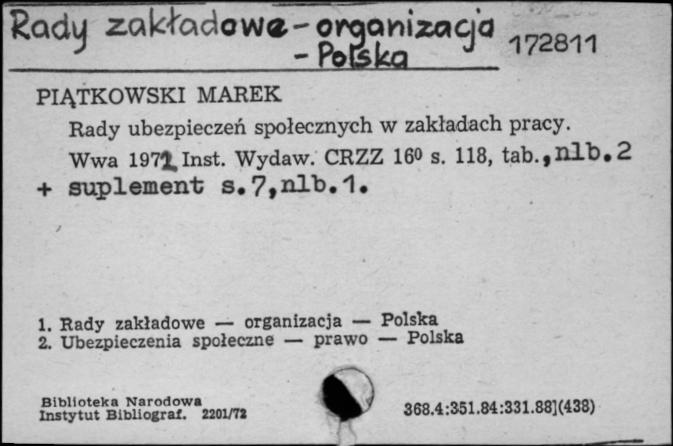 Rady zakładowe - organizacja
- Polska
172811
PIĄTKOWSKI MAREK
Rady ubezpieczeń społecznych w zakładach pracy.
Wwa 1972 Inst. Wydaw. CRZZ 16⁰ s. 118, tab., nlb. 2
+ suplement s. 7, nlb. 1.
1. Rady zakładowe — organizacja — Polska
2. Ubezpieczenia społeczne — prawo — Polska
Biblioteka Narodowa
Instytut Bibliograf. 2201/72
368.4:351.84:331.88](438)